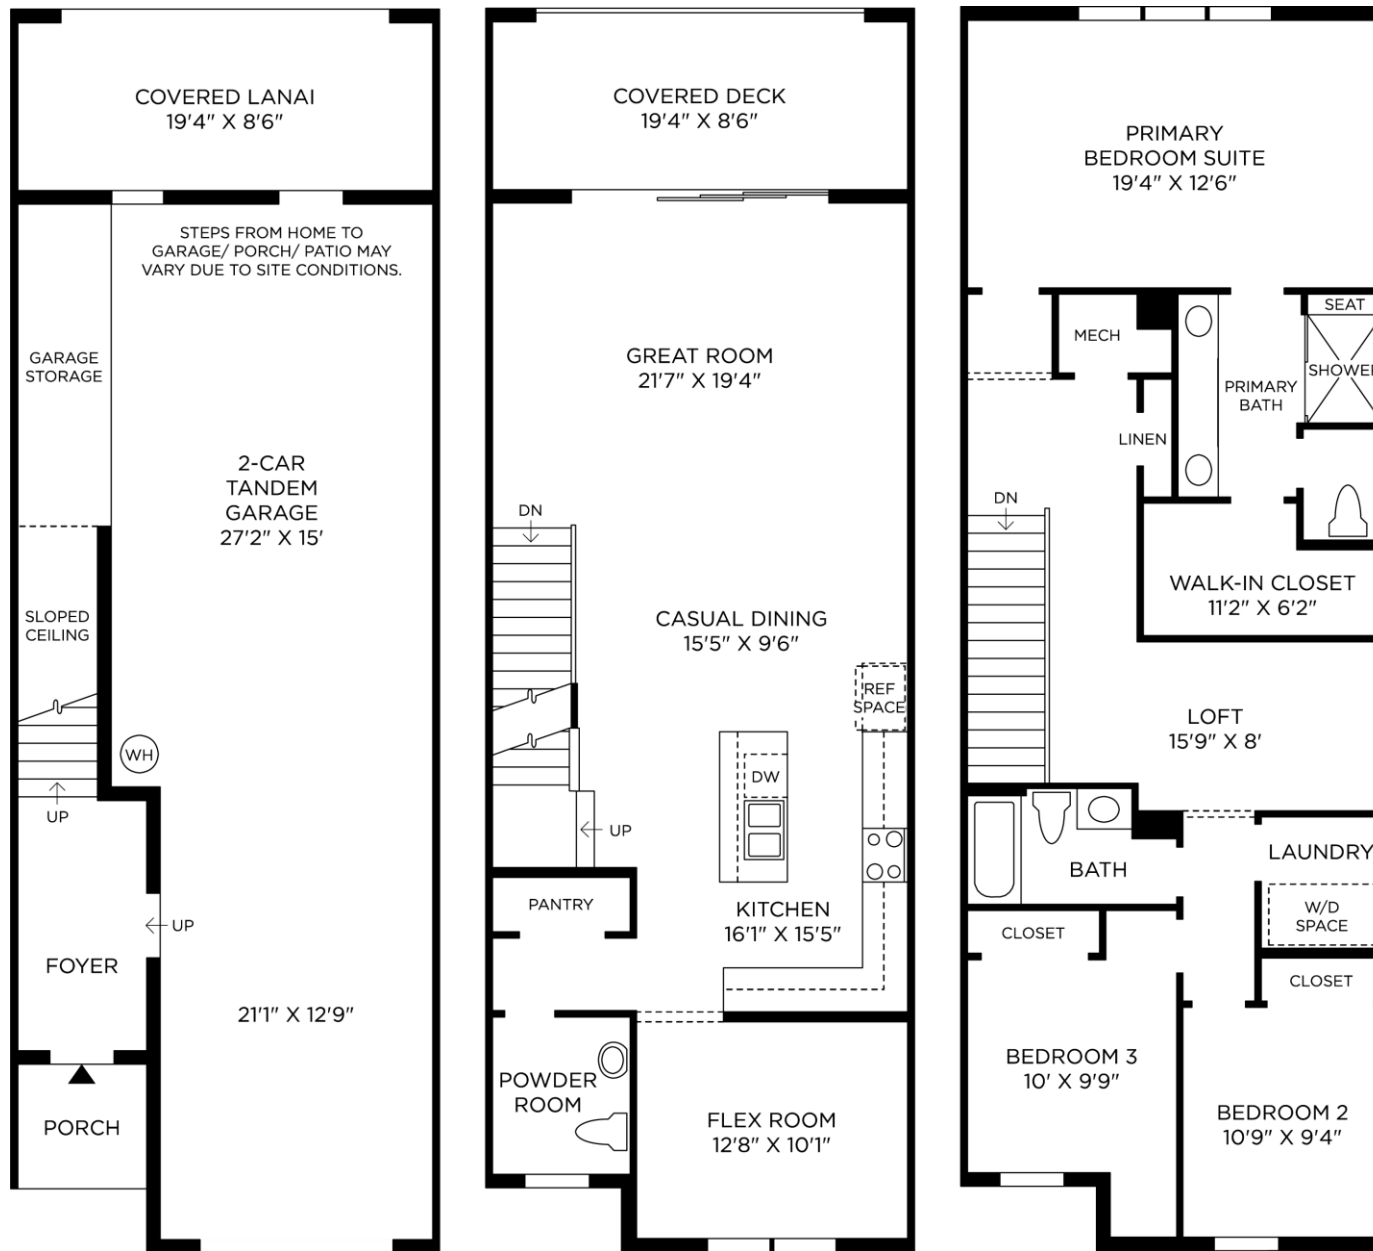 COVERED LANAI
19'4" X 8'6"
STEPS FROM HOME TO
GARAGE/ PORCH/ PATIO MAY
VARY DUE TO SITE CONDITIONS.
GARAGE
STORAGE
2-CAR
TANDEM
GARAGE
27'2" X 15'
SLOPED
CEILING
WH
UP
UP
FOYER
21'1" X 12'9"
PORCH
COVERED DECK
19'4" X 8'6"
GREAT ROOM
21'7" X 19'4"
DN
CASUAL DINING
15'5" X 9'6"
REF
SPACE
DW
UP
PANTRY
KITCHEN
16'1" X 15'5"
POWDER
ROOM
FLEX ROOM
12'8" X 10'1"
PRIMARY
BEDROOM SUITE
19'4" X 12'6"
SEAT
MECH
SHOWER
PRIMARY
BATH
LINEN
DN
WALK-IN CLOSET
11'2" X 6'2"
LOFT
15'9" X 8'
LAUNDRY
BATH
W/D
SPACE
CLOSET
CLOSET
BEDROOM 3
10' X 9'9"
BEDROOM 2
10'9" X 9'4"